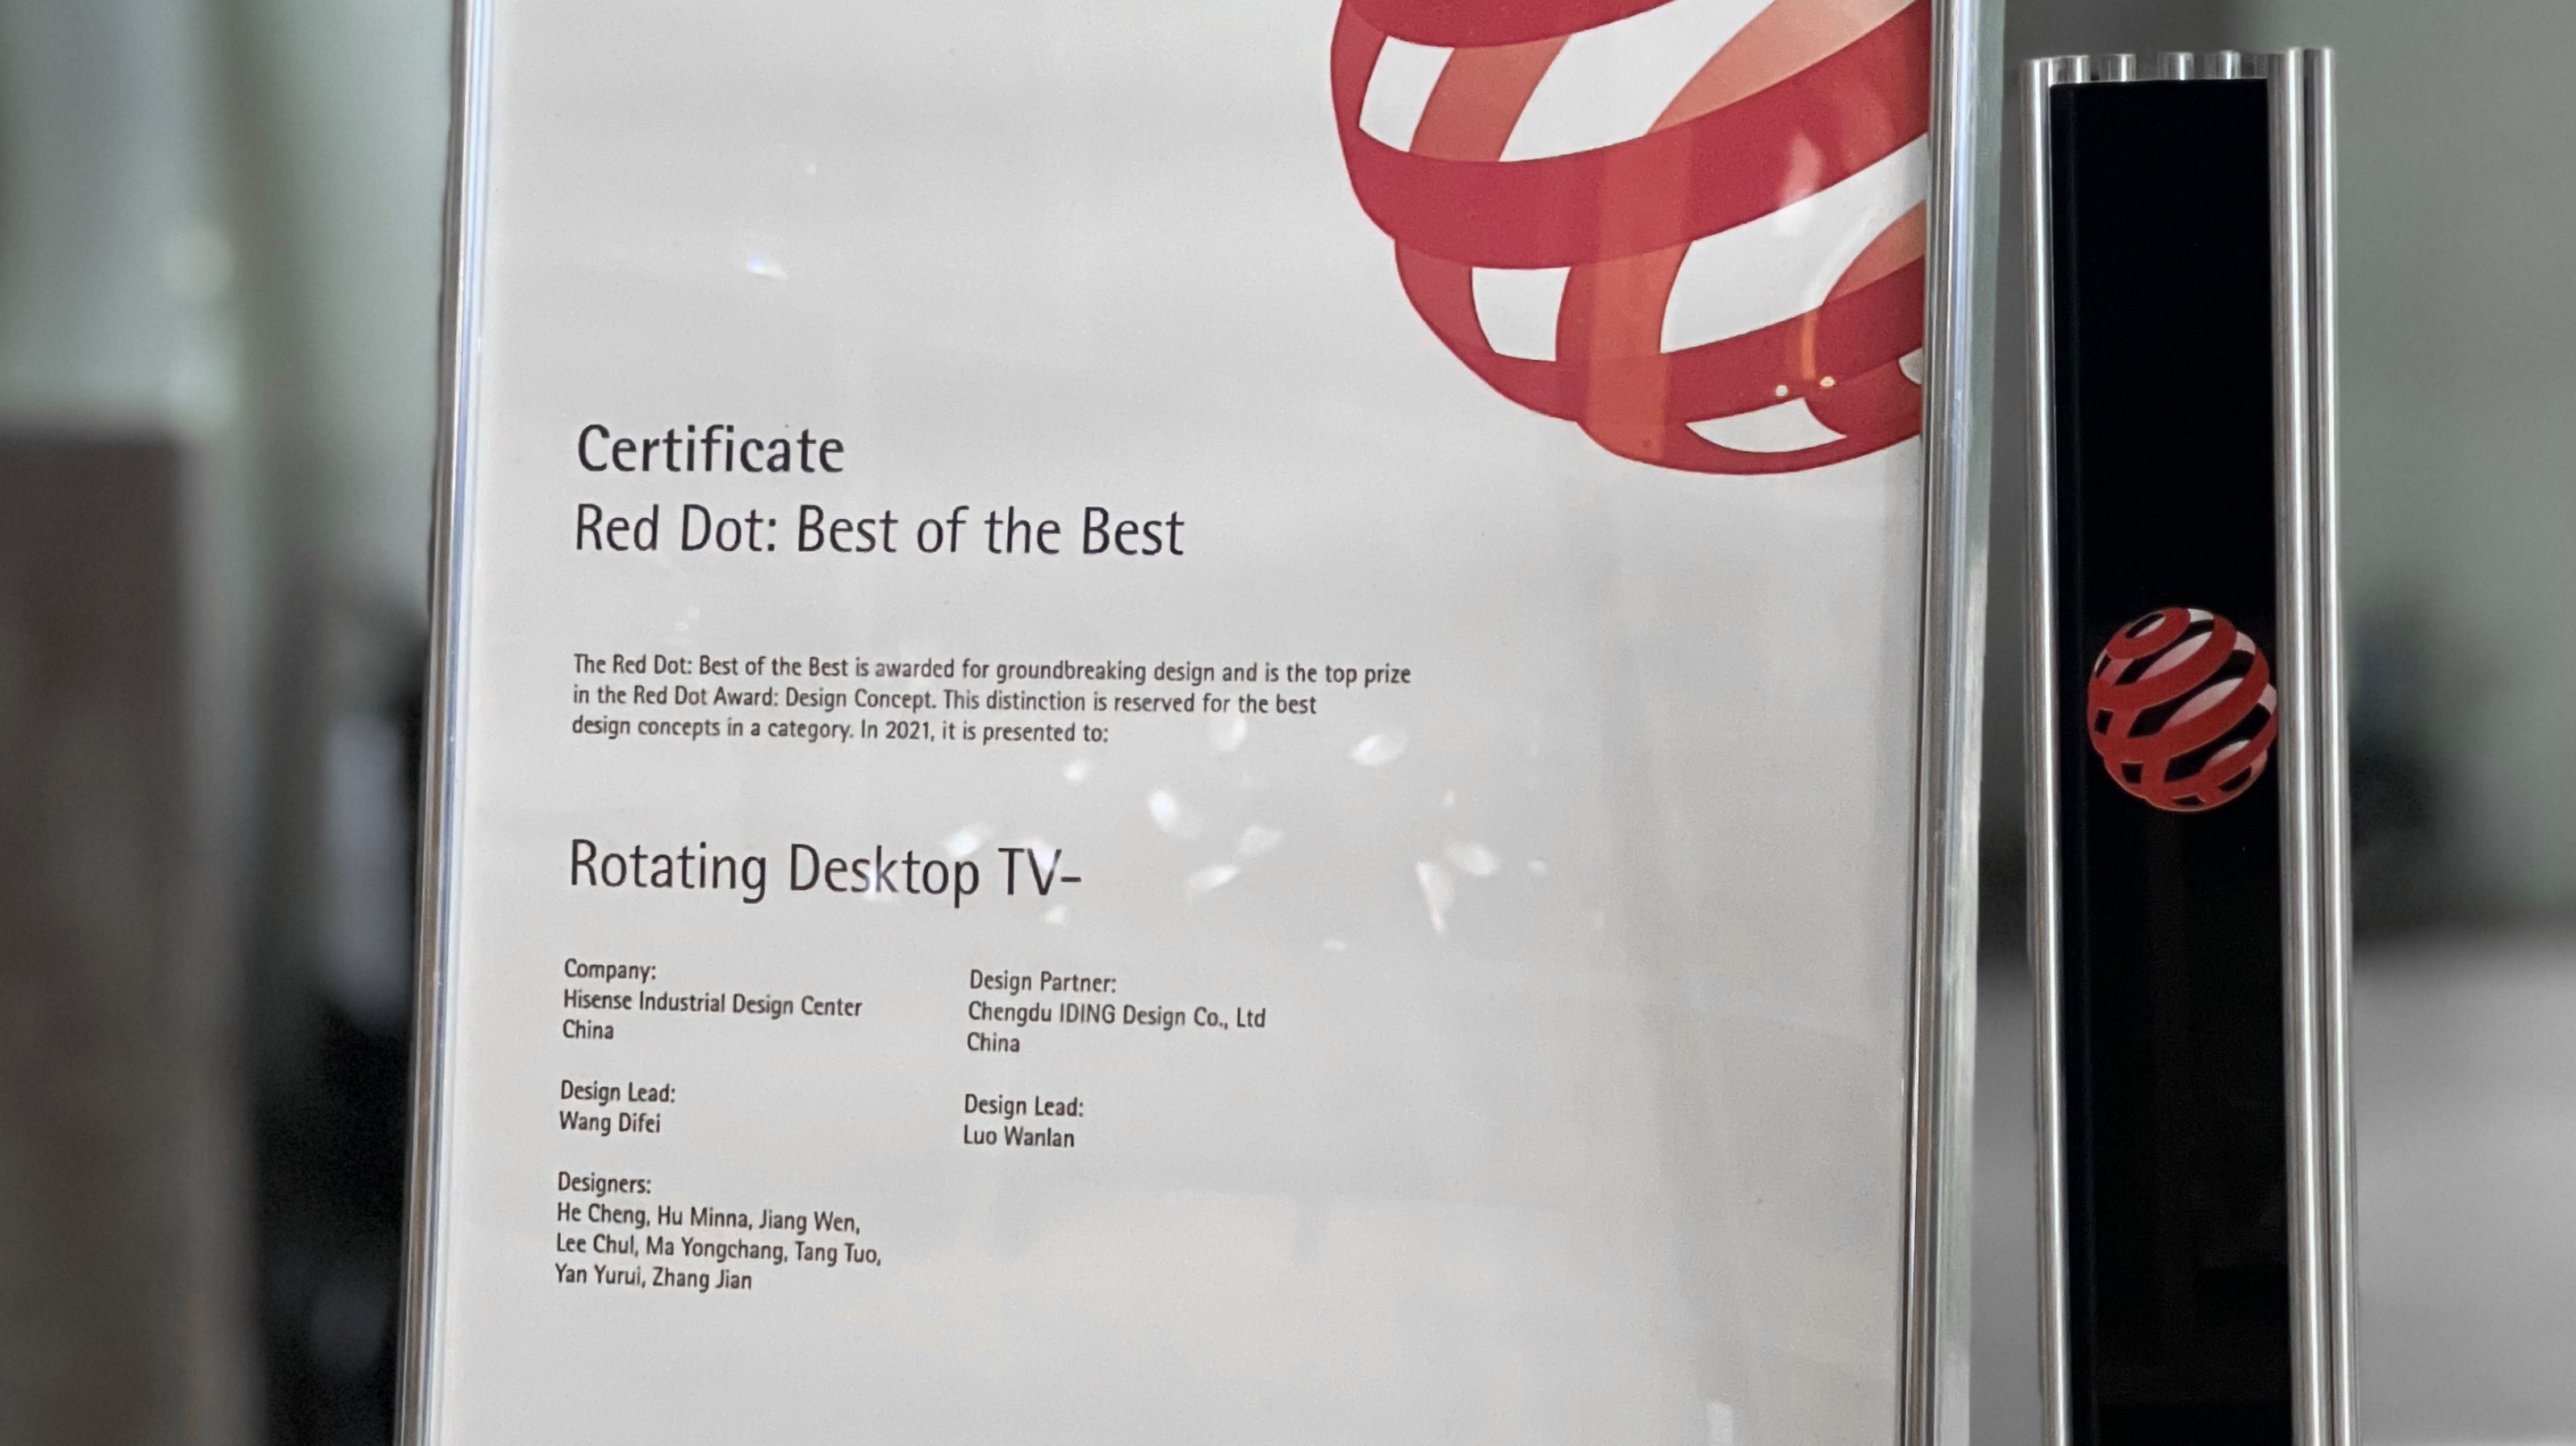 Certificate
Red Dot: Best of the Best
The Red Dot: Best of the Best is awarded for groundbreaking design and is the top prize
in the Red Dot Award: Design Concept. This distinction is reserved for the best
design concepts in a category. In 2021, it is presented to:
Rotating Desktop TV-
Company:
Hisense Industrial Design Center
China
Design Lead:
Wang Difei
Designers:
He Cheng, Hu Minna, Jiang Wen,
Lee Chul, Ma Yongchang, Tang Tuo,
Yan Yurui, Zhang Jian
Design Partner:
Chengdu IDING Design Co., Ltd
China
Design Lead:
Luo Wanlan